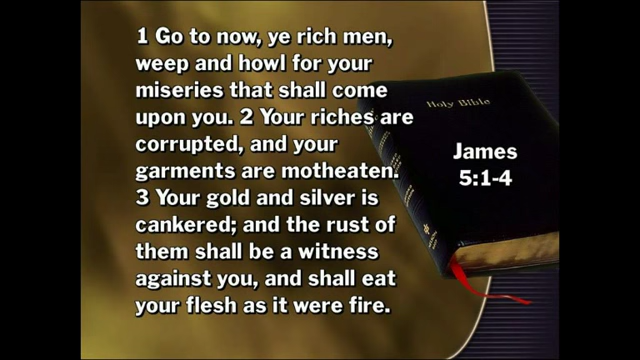 1 Go to now, ye rich men,
weep and howl for your
miseries that shall come
upon you. 2 Your riches are
corrupted, and your
garments are motheaten.
3 Your gold and silver is
cankered; and the rust of
them shall be a witness
against you, and shall eat
your flesh as it were fire.
Holy Bible
James
5:1-4